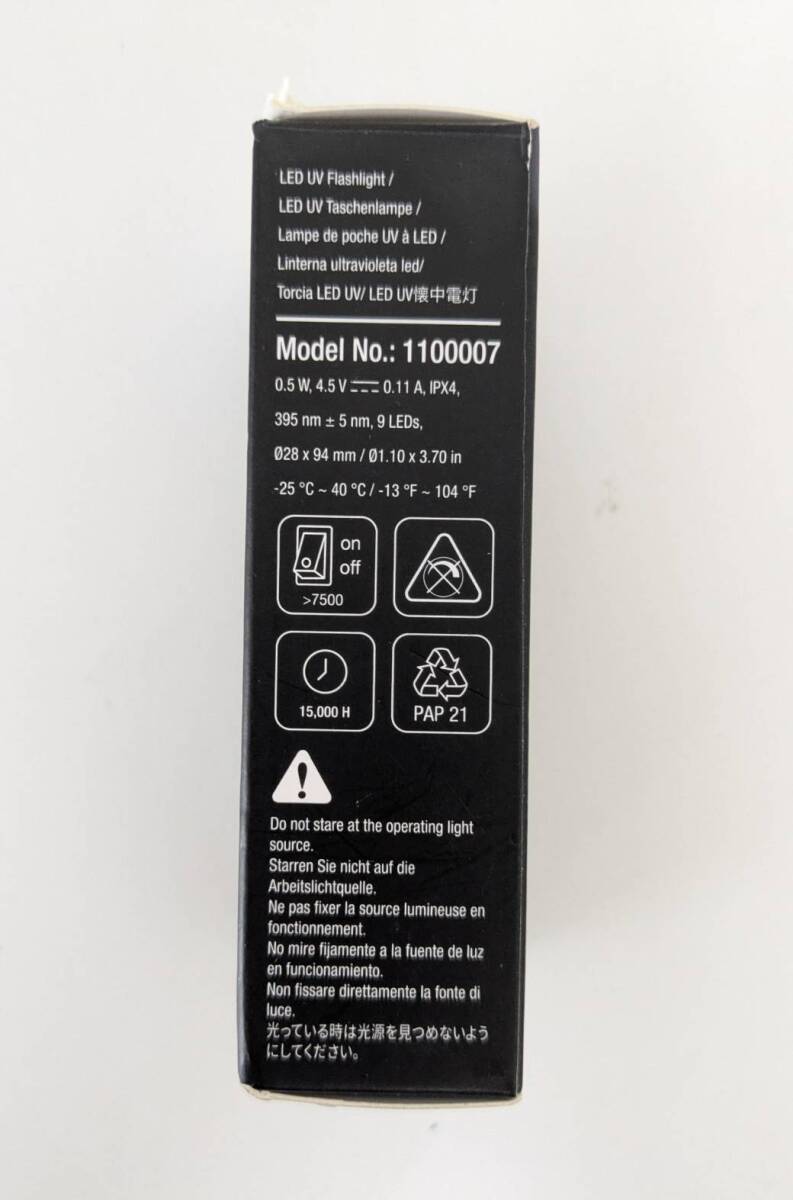 LED UV Flashlight /
LED UV Taschenlampe /
Lampe de poche UV à LED /
Linterna ultravioleta led/
Torcia LED UV/ LED UV懐中電灯
Model No.: 1100007
0.5 W, 4.5 V ⎓ 0.11 A, IPX4,
395 nm ± 5 nm, 9 LEDs,
Ø28 x 94 mm / Ø1.10 x 3.70 in
-25 °C ~ 40 °C / -13 °F ~ 104 °F
on
off
>7500
15,000 H
PAP 21
Do not stare at the operating light
source.
Starren Sie nicht auf die
Arbeitslichtquelle.
Ne pas fixer la source lumineuse en
fonctionnement.
No mire fijamente a la fuente de luz
en funcionamiento.
Non fissare direttamente la fonte di
luce.
光っている時は光源を見つめないよう
にしてください。